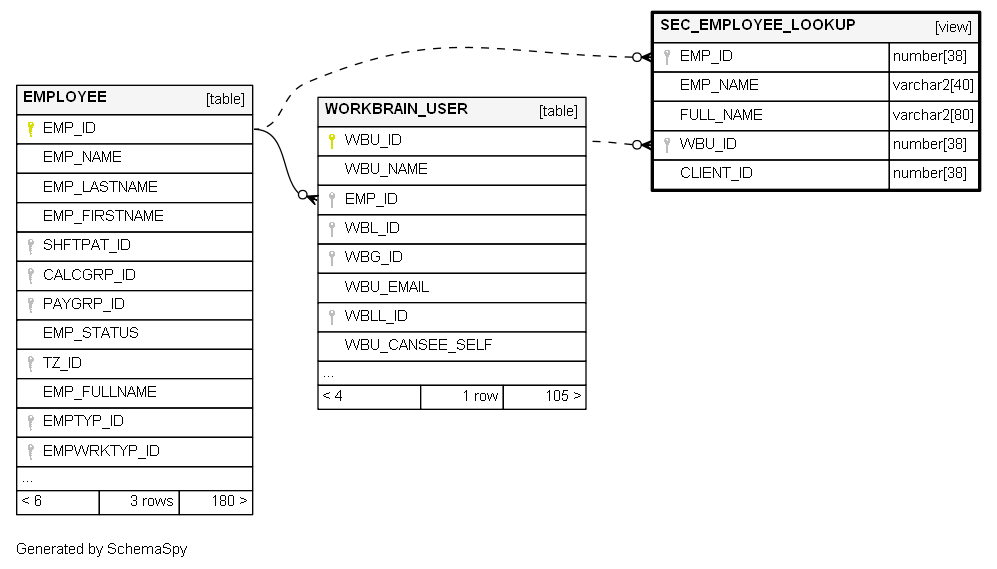 SEC_EMPLOYEE_LOOKUP [view]
EMP_ID number[38]
EMP_NAME varchar2[40]
FULL_NAME varchar2[80]
WBU_ID number[38]
CLIENT_ID number[38]
EMPLOYEE [table]
EMP_ID
EMP_NAME
EMP_LASTNAME
EMP_FIRSTNAME
SHFTPAT_ID
CALCGRP_ID
PAYGRP_ID
EMP_STATUS
TZ_ID
EMP_FULLNAME
EMPTYP_ID
EMPWRKTYP_ID
...
< 6 3 rows 180 >
WORKBRAIN_USER [table]
WBU_ID
WBU_NAME
EMP_ID
WBL_ID
WBG_ID
WBU_EMAIL
WBLL_ID
WBU_CANSEE_SELF
...
< 4 1 row 105 >
Generated by SchemaSpy